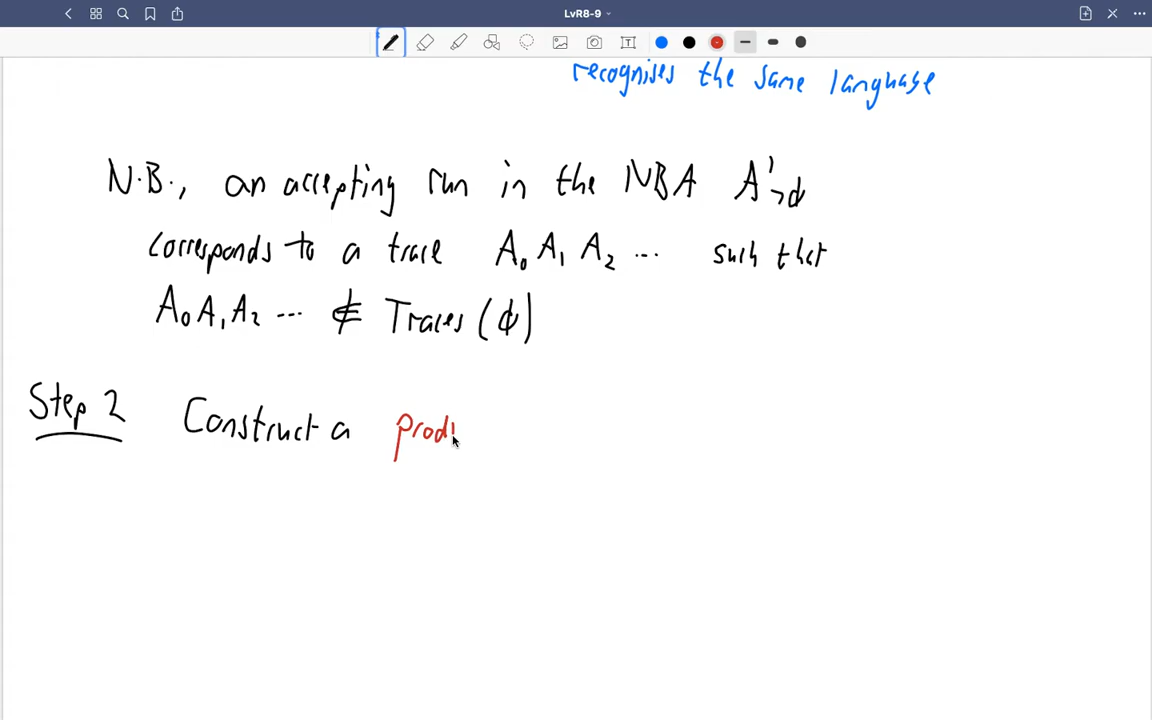 LvR8-9
recognises the same language
N.B., an accepting run in the NBA A'¬φ
corresponds to a trace A₀ A₁ A₂ ... such that
A₀ A₁ A₂ ... ∉ Traces (φ)
Step 2 Construct a prod